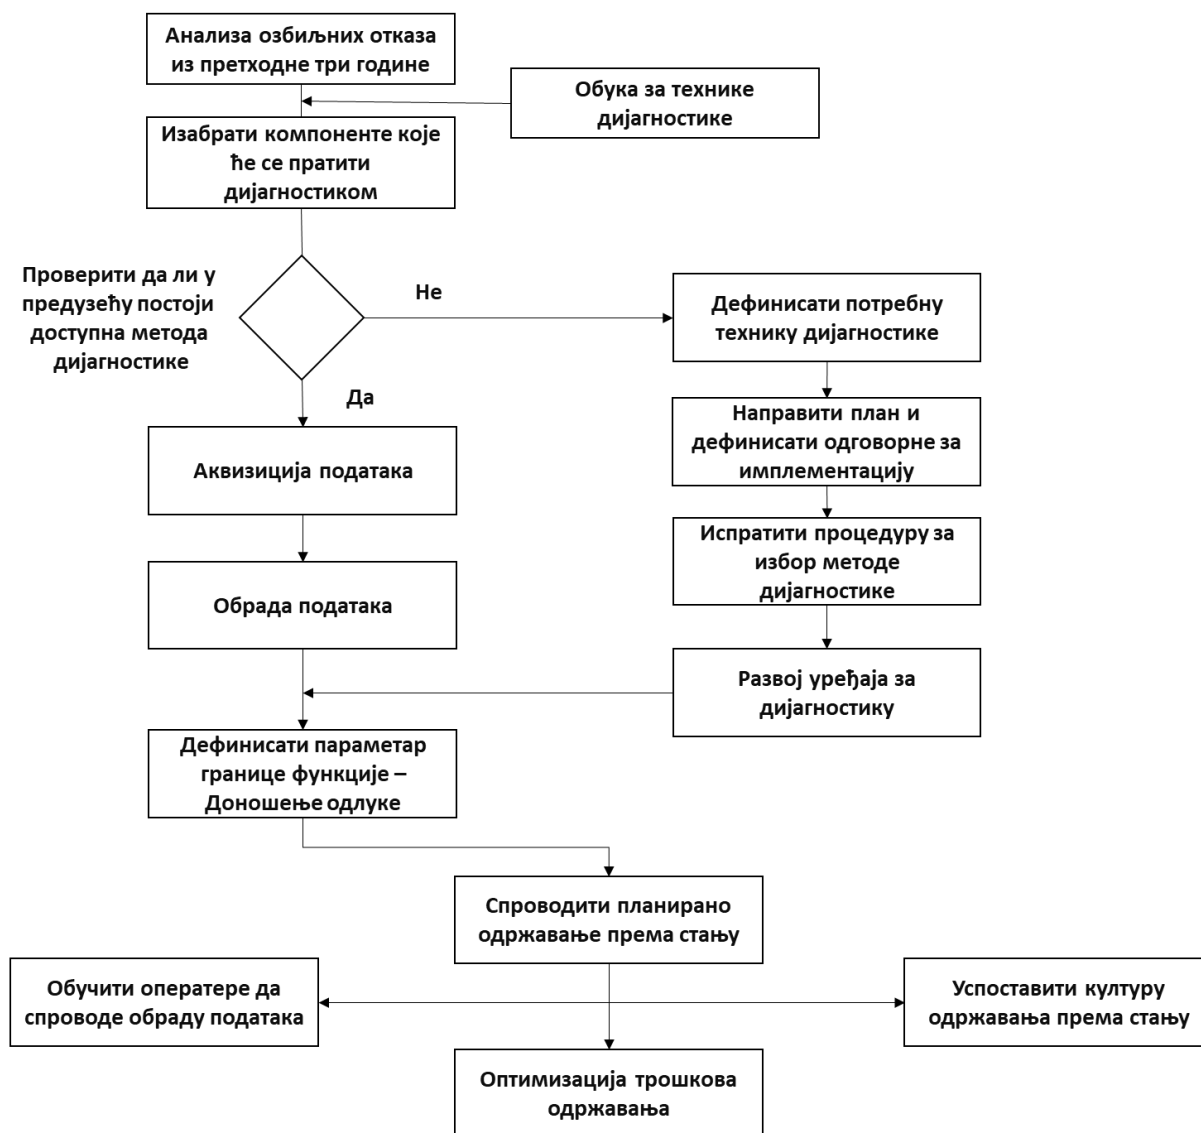 Анализа озбиљних отказа
из претходне три године
Обука за технике
дијагностике
Изабрати компоненте које
ће се пратити
дијагностиком
Проверити да ли у
предузећу постоји
доступна метода
дијагностике
Не
Дефинисати потребну
технику дијагностике
Да
Направити план и
дефинисати одговорне за
имплементацију
Аквизиција података
Испратити процедуру за
избор методе
дијагностике
Обрада података
Развој уређаја за
дијагностику
Дефинисати параметар
границе функције –
Доношење одлуке
Спроводити планирано
одржавање према стању
Обучити оператере да
спроводе обраду података
Успоставити културу
одржавања према стању
Оптимизација трошкова
одржавања